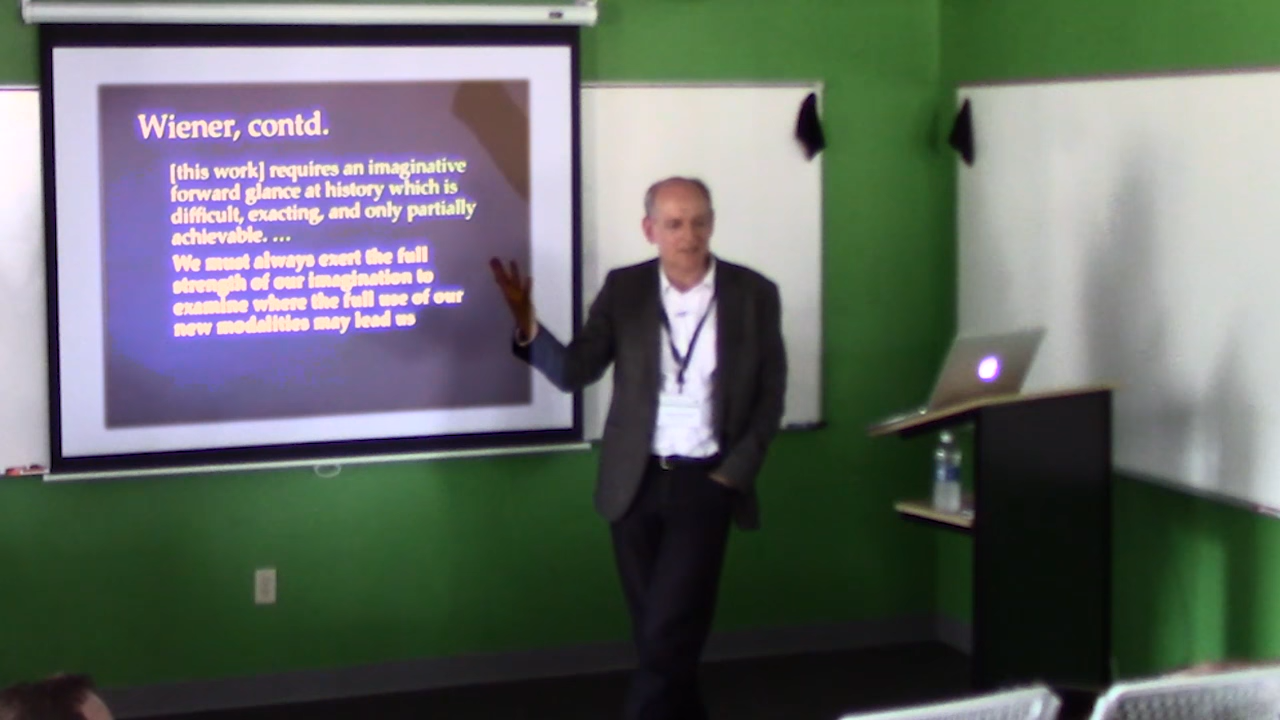 Wiener, contd.
[this work] requires an imaginative
forward glance at history which is
difficult, exacting, and only partially
achievable. ...
We must always exert the full
strength of our imagination to
examine where the full use of our
new modalities may lead us